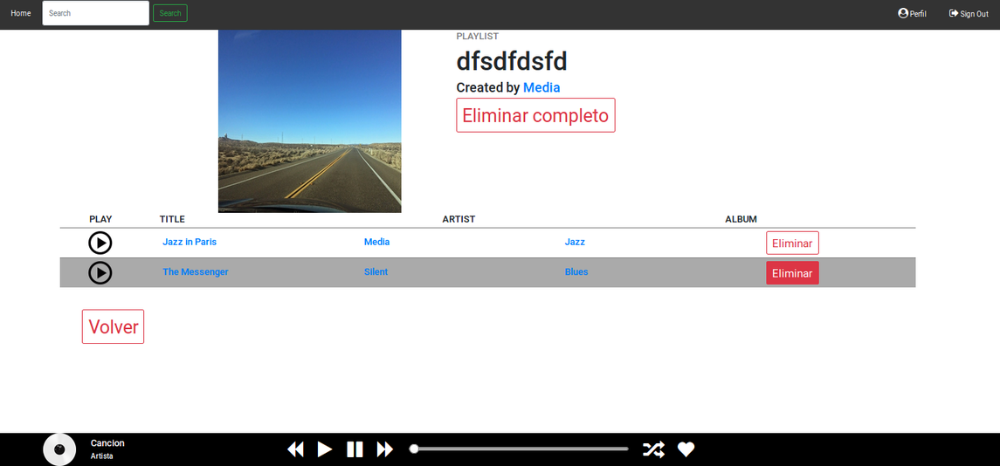 Home
Search
Search
Perfil
Sign Out
PLAYLIST
dfsdfdsfd
Created by Media
Eliminar completo
PLAY TITLE ARTIST ALBUM
Jazz in Paris Media Jazz Eliminar
The Messenger Silent Blues Eliminar
Volver
Cancion
Artista